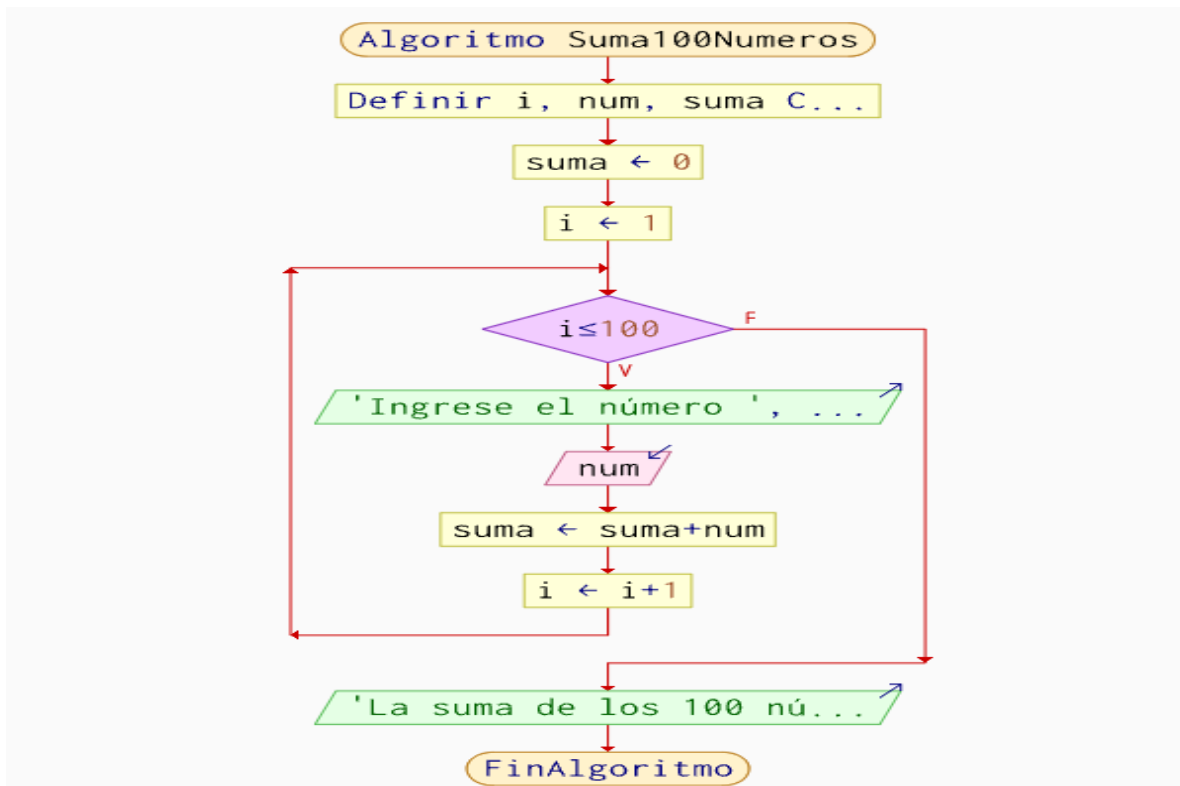 Algoritmo Suma100Numeros
Definir i, num, suma C...
suma ← 0
i ← 1
i≤100
F
V
'Ingrese el número ', ...
num
suma ← suma+num
i ← i+1
'La suma de los 100 nú...
FinAlgoritmo